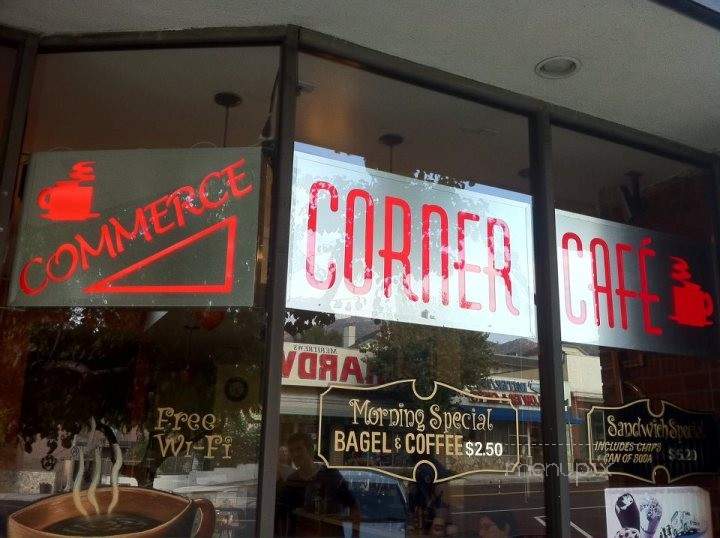 COMMERCE
CORNER
CAFÉ
Free
Wi-Fi
Morning Special
BAGEL & COFFEE $2.50
Sandwich Special
INCLUDES CHIPS
& CAN OF SODA
menupix